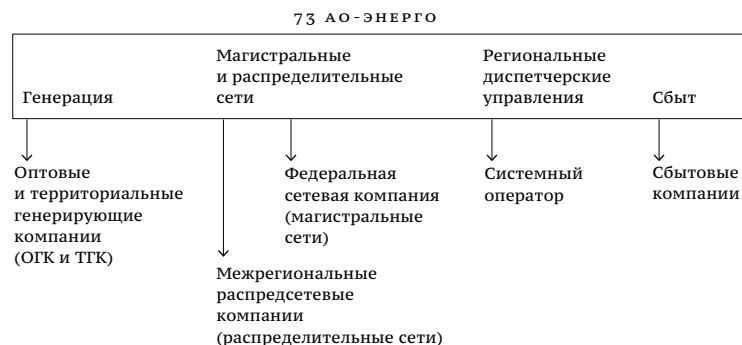 73 АО-ЭНЕРГО
Генерация
Магистральные
и распределительные
сети
Региональные
диспетчерские
управления
Сбыт
Оптовые
и территориальные
генерирующие
компании
(ОГК и ТГК)
Межрегиональные
распредсетевые
компании
(распределительные сети)
Федеральная
сетевая компания
(магистральные
сети)
Системный
оператор
Сбытовые
компании